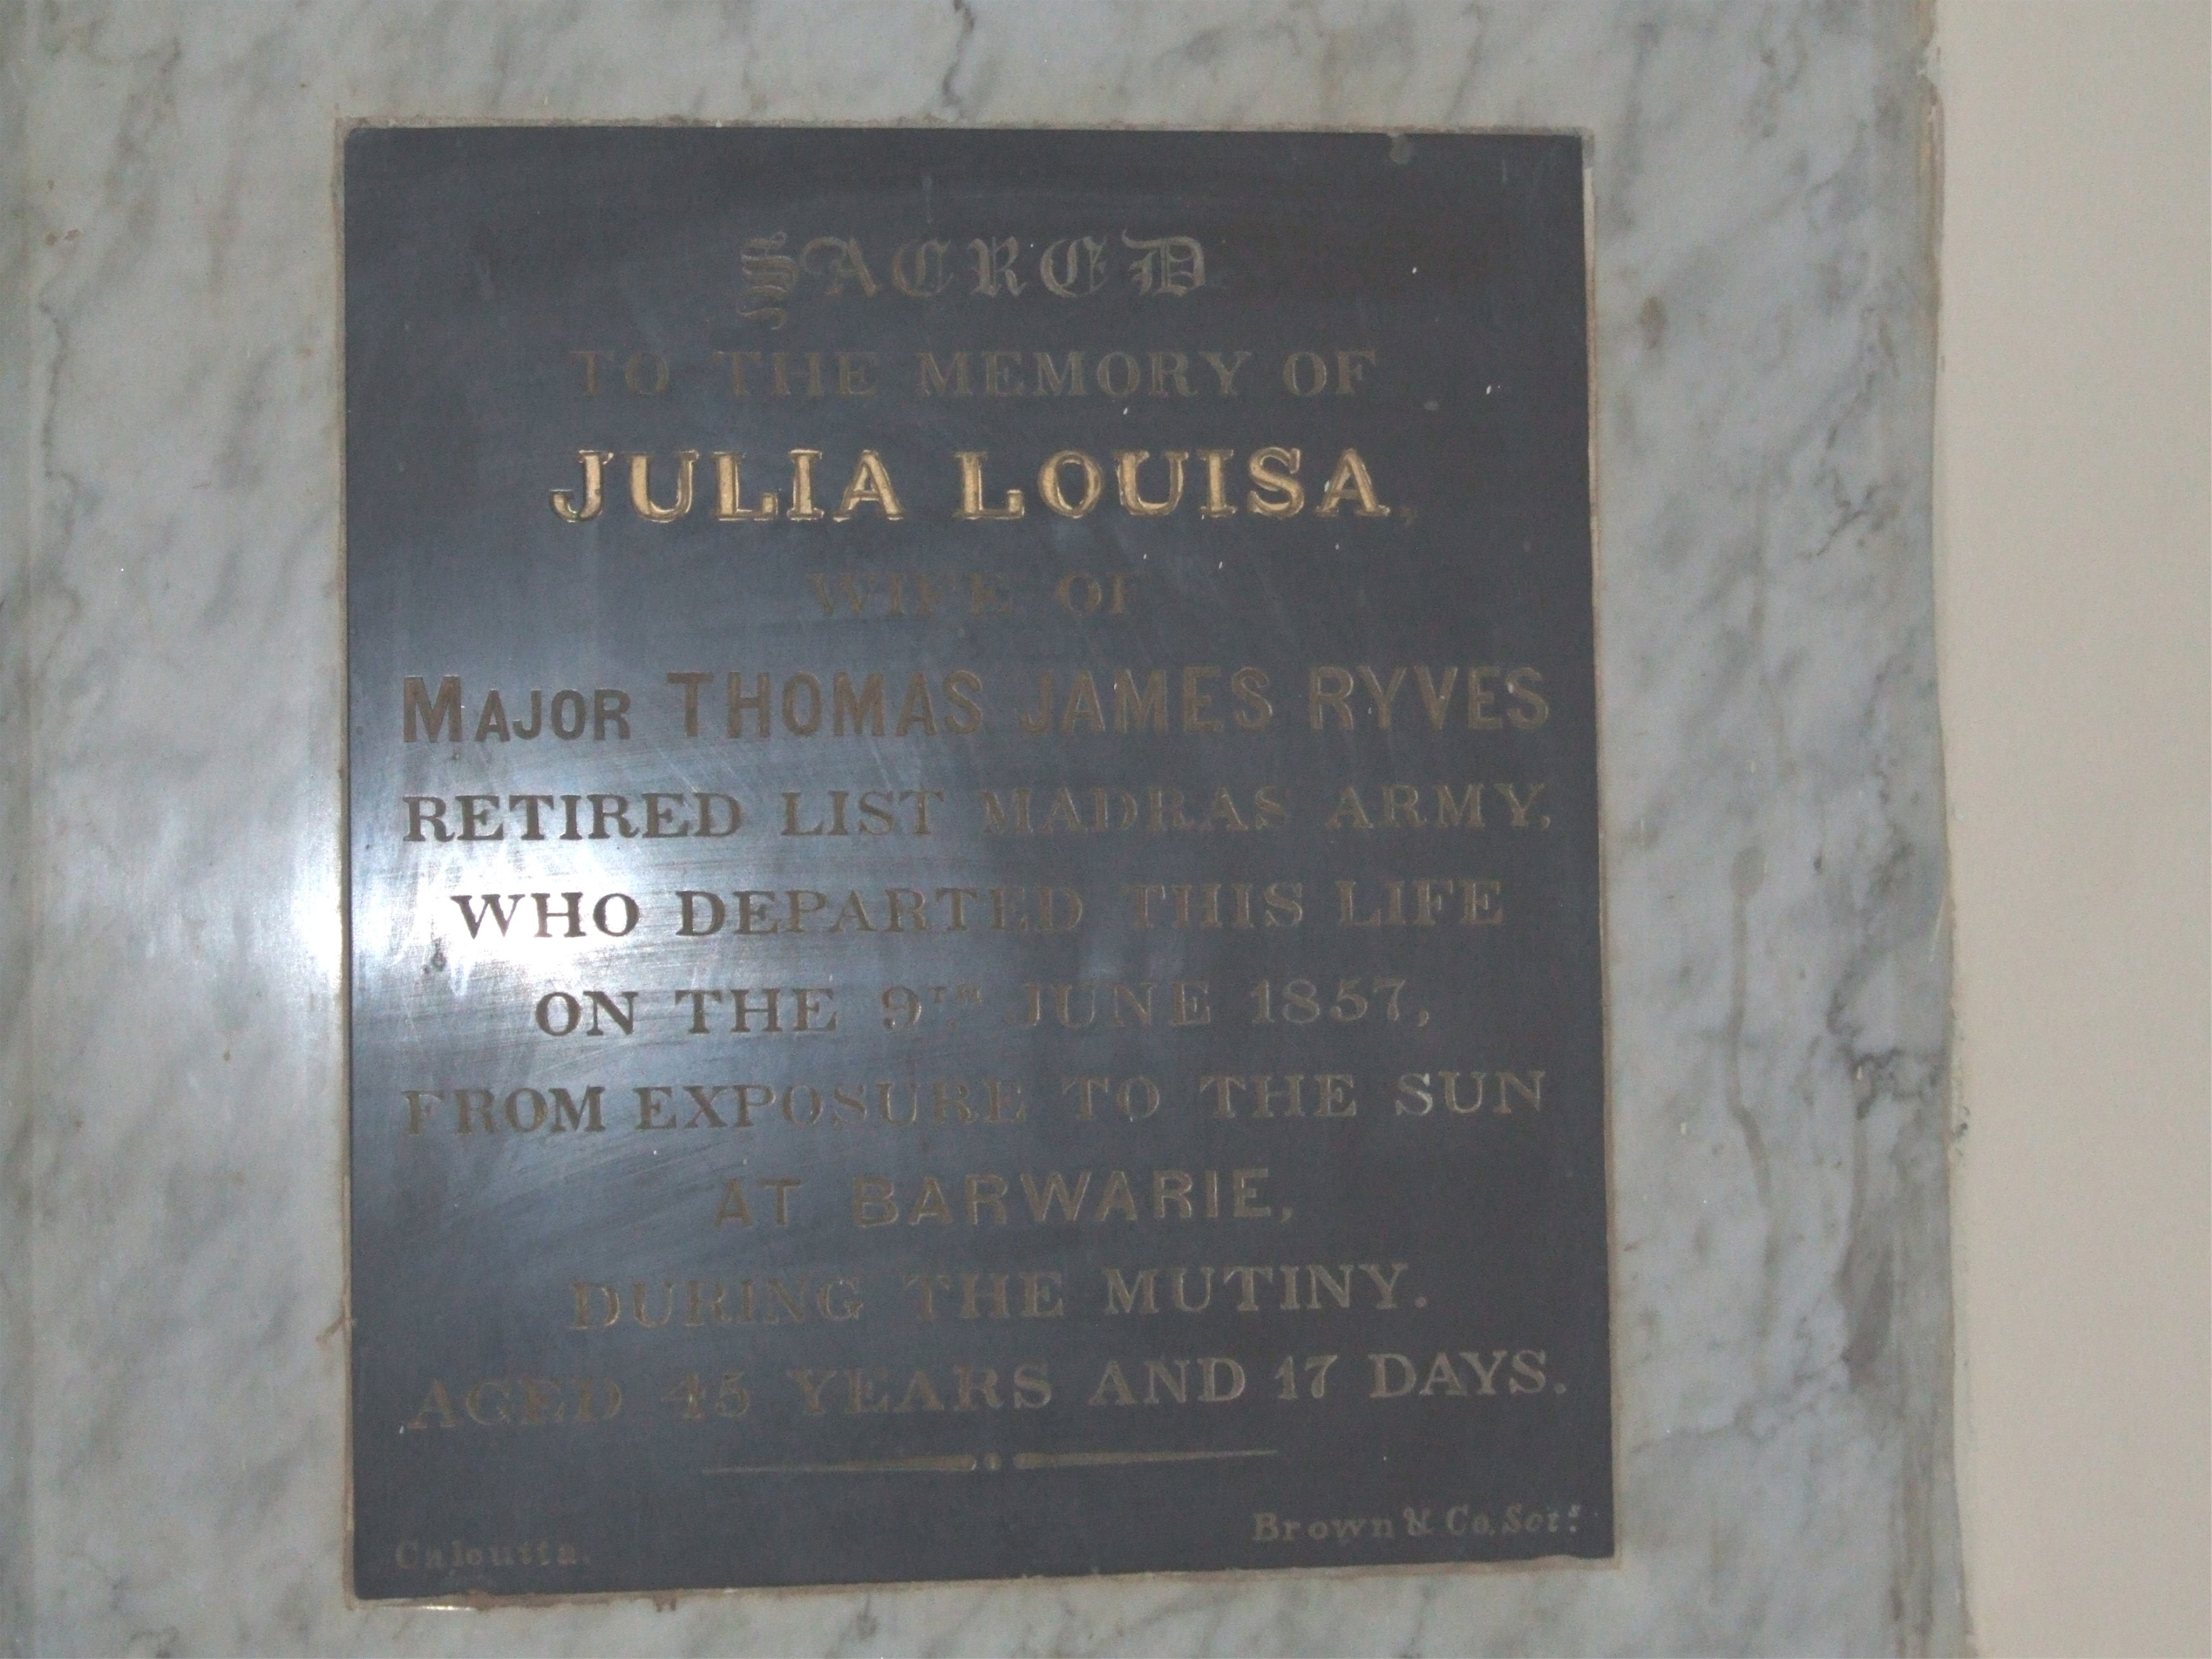 SACRED
TO THE MEMORY OF
JULIA LOUISA,
WIFE OF
MAJOR THOMAS JAMES RYVES
RETIRED LIST MADRAS ARMY,
WHO DEPARTED THIS LIFE
ON THE 9TH JUNE 1857,
FROM EXPOSURE TO THE SUN
AT BARWARIE,
DURING THE MUTINY.
AGED 45 YEARS AND 17 DAYS.
Calcutta. Brown & Co. Sct:s